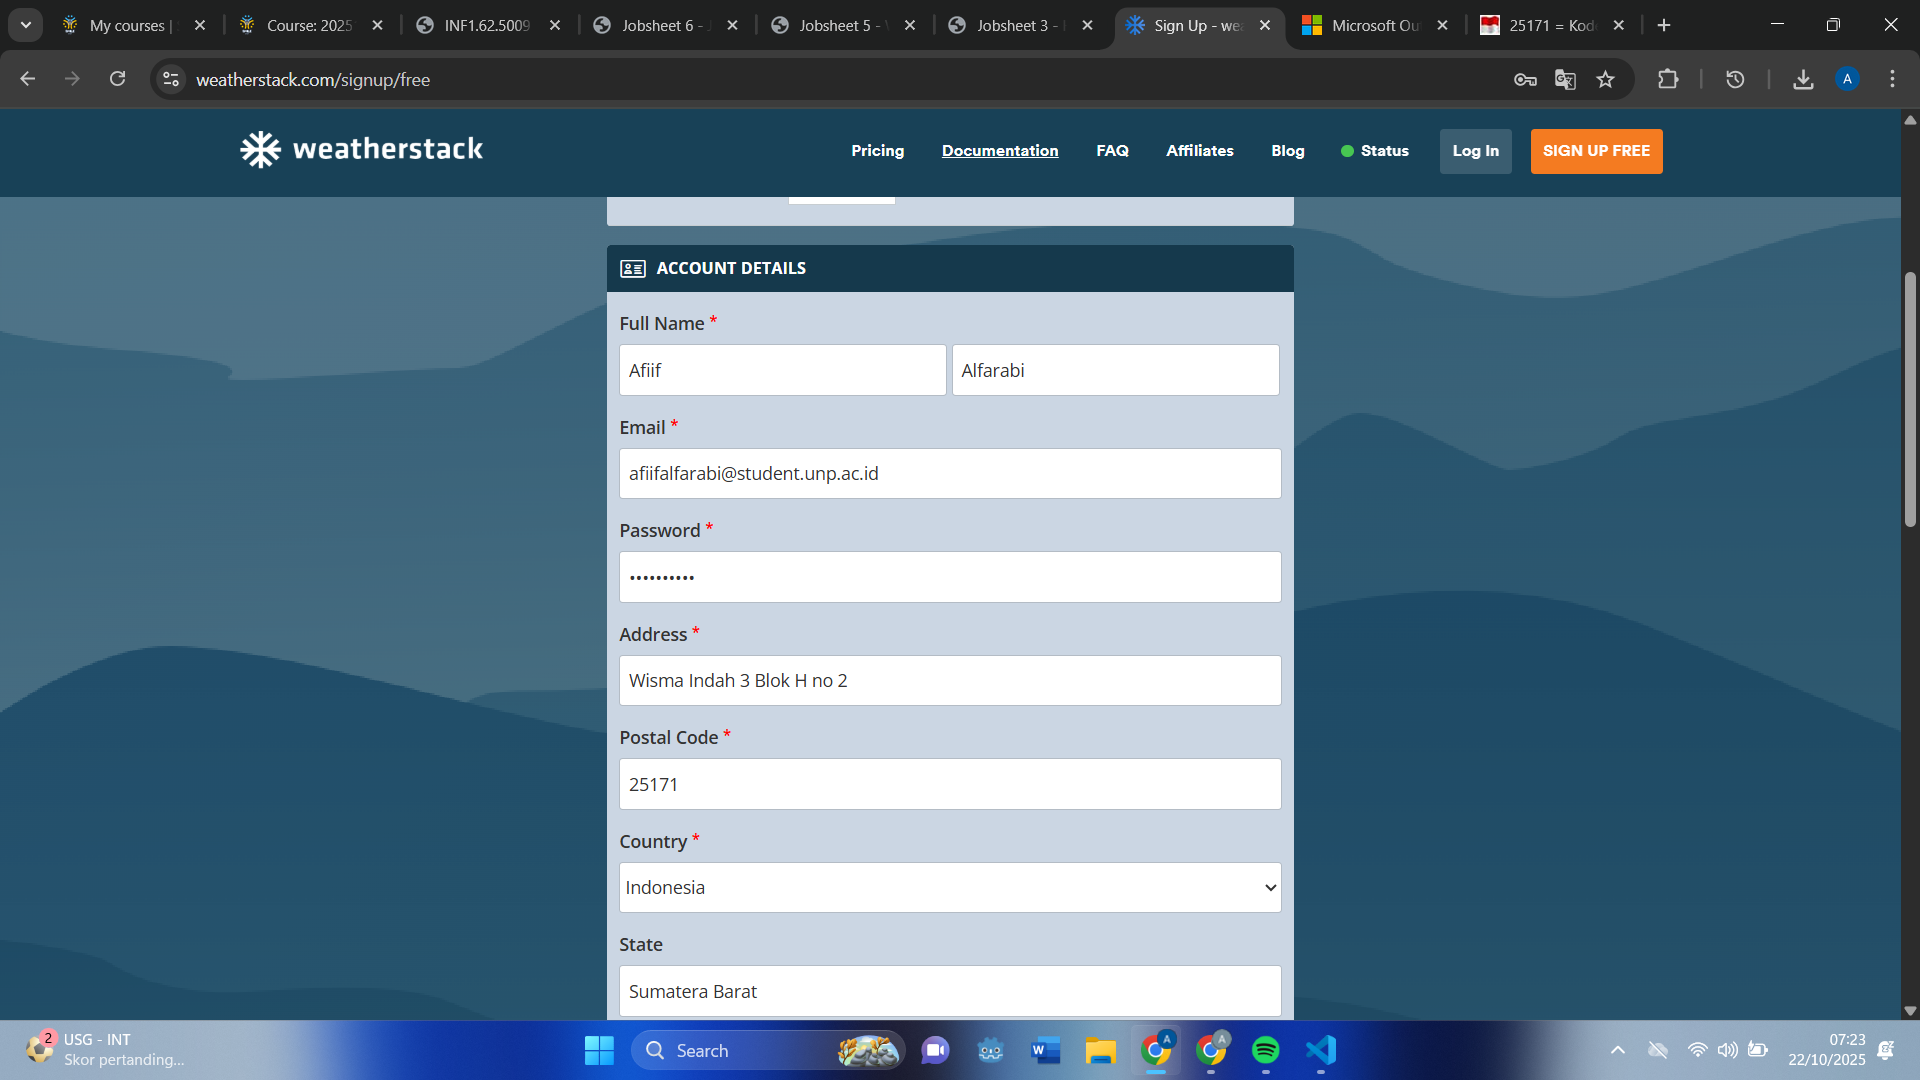 My courses |
Course: 2025
INF1.62.5009
Jobsheet 6 -
Jobsheet 5 -
Jobsheet 3 -
Sign Up - wea
Microsoft Ou
25171 = Kod
weatherstack.com/signup/free
A
weatherstack
Pricing
Documentation
FAQ
Affiliates
Blog
Status
Log In
SIGN UP FREE
ACCOUNT DETAILS
Full Name *
Afiif
Alfarabi
Email *
afiifalfarabi@student.unp.ac.id
Password *
••••••••••
Address *
Wisma Indah 3 Blok H no 2
Postal Code *
25171
Country *
Indonesia
State
Sumatera Barat
2
USG - INT
Skor pertanding...
Search
W
A
A
07:23
22/10/2025